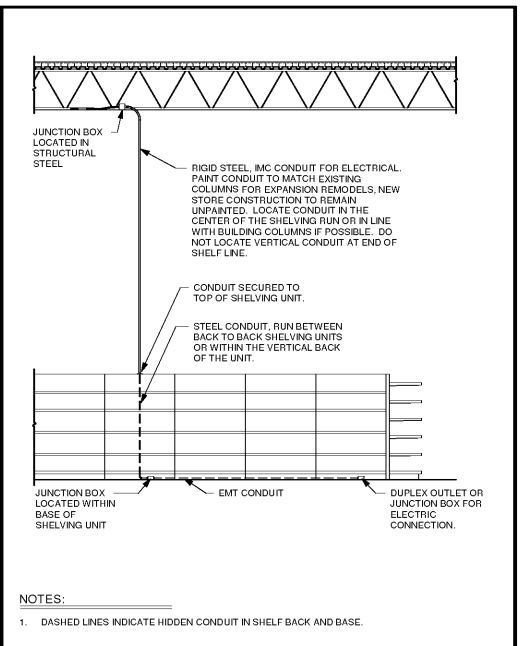 JUNCTION BOX
LOCATED IN
STRUCTURAL
STEEL
RIGID STEEL, IMC CONDUIT FOR ELECTRICAL.
PAINT CONDUIT TO MATCH EXISTING
COLUMNS FOR EXPANSION REMODELS, NEW
STORE CONSTRUCTION TO REMAIN
UNPAINTED. LOCATE CONDUIT IN THE
CENTER OF THE SHELVING RUN OR IN LINE
WITH BUILDING COLUMNS IF POSSIBLE. DO
NOT LOCATE VERTICAL CONDUIT AT END OF
SHELF LINE.
CONDUIT SECURED TO
TOP OF SHELVING UNIT.
STEEL CONDUIT, RUN BETWEEN
BACK TO BACK SHELVING UNITS
OR WITHIN THE VERTICAL BACK
OF THE UNIT.
JUNCTION BOX
LOCATED WITHIN
BASE OF
SHELVING UNIT
EMT CONDUIT
DUPLEX OUTLET OR
JUNCTION BOX FOR
ELECTRIC
CONNECTION.
NOTES:
1. DASHED LINES INDICATE HIDDEN CONDUIT IN SHELF BACK AND BASE.